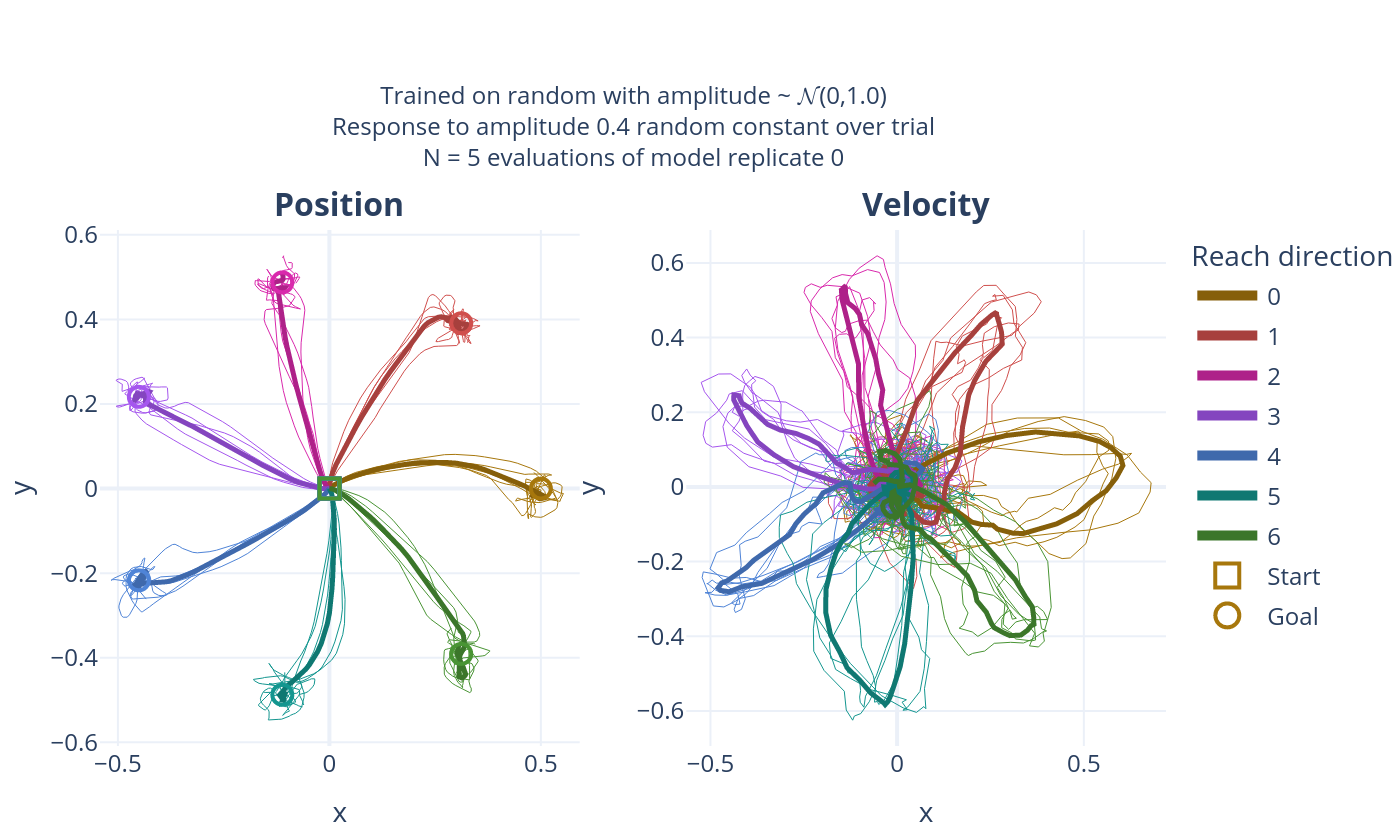 Trained on random with amplitude ~ 𝒩(0,1.0)
Response to amplitude 0.4 random constant over trial
N = 5 evaluations of model replicate 0
Position
Velocity
0.6
0.4
0.2
0
−0.2
−0.4
−0.6
−0.5
0
0.5
x
y
0.6
0.4
0.2
0
−0.2
−0.4
−0.6
−0.5
0
0.5
x
y
Reach direction
0
1
2
3
4
5
6
Start
Goal